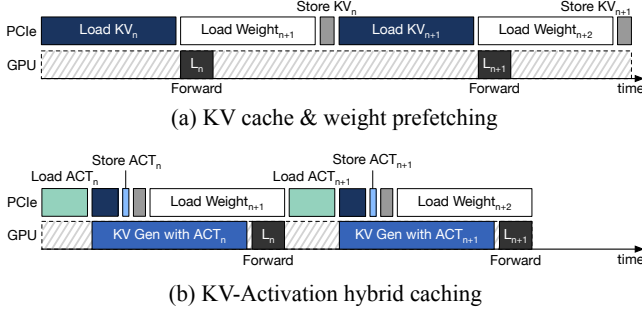 Store KVₙ Store KVₙ₊₁
PCIe Load KVₙ Load Weightₙ₊₁ Load KVₙ₊₁ Load Weightₙ₊₂
GPU Lₙ Lₙ₊₁
Forward Forward time
(a) KV cache & weight prefetching
Store ACTₙ Store ACTₙ₊₁
Load ACTₙ Load ACTₙ₊₁
PCIe Load Weightₙ₊₁ Load Weightₙ₊₂
GPU KV Gen with ACTₙ Lₙ KV Gen with ACTₙ₊₁ Lₙ₊₁
Forward Forward time
(b) KV-Activation hybrid caching